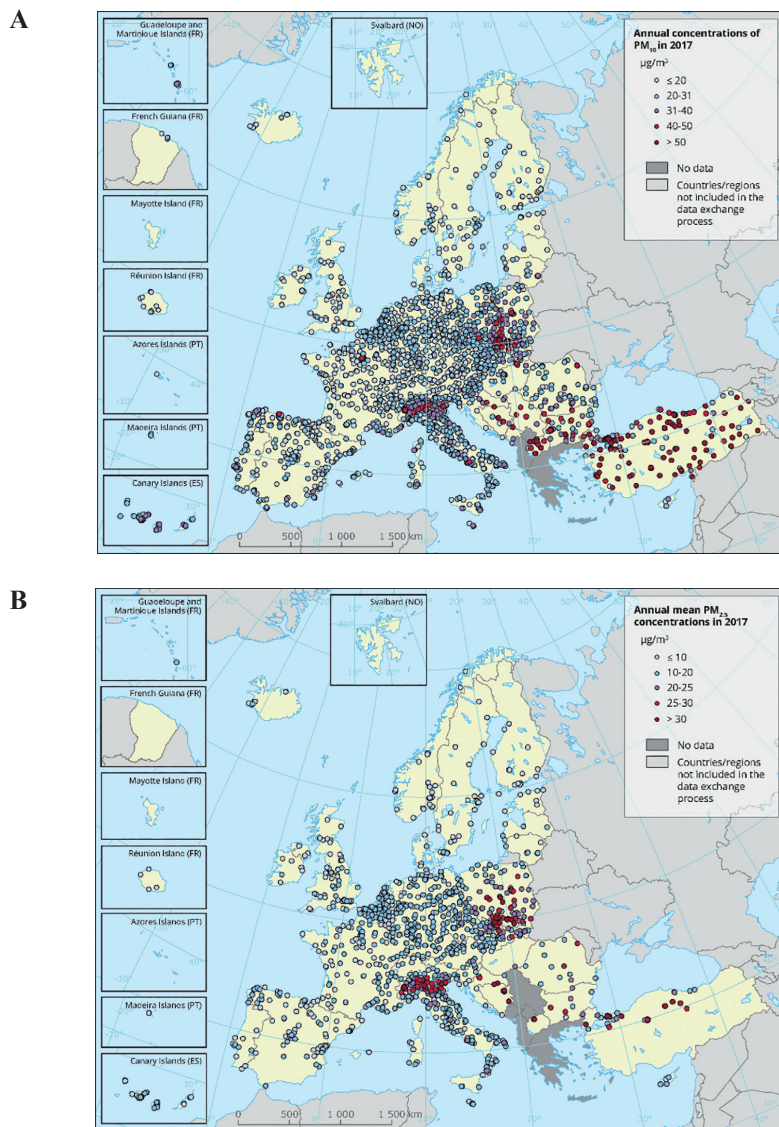 A
Guadeloupe and
Martinique Islands (FR)
-60°
Svalbard (NO)
Annual concentrations of
PM10 in 2017
µg/m³
≤ 20
20-31
31-40
40-50
> 50
No data
Countries/regions
not included in the
data exchange
process
French Guiana (FR)
Mayotte Island (FR)
Réunion Island (FR)
Azores Islands (PT)
-30°
Madeira Islands (PT)
Canary Islands (ES)
30°
0 500 1 000 1 500 km
B
Guadeloupe and
Martinique Islands (FR)
-60°
Svalbard (NO)
Annual mean PM2.5
concentrations in 2017
µg/m³
≤ 10
10-20
20-25
25-30
> 30
No data
Countries/regions
not included in the
data exchange
process
French Guiana (FR)
Mayotte Island (FR)
Réunion Island (FR)
Azores Islands (PT)
-30°
Madeira Islands (PT)
Canary Islands (ES)
30°
0 500 1 000 1 500 km